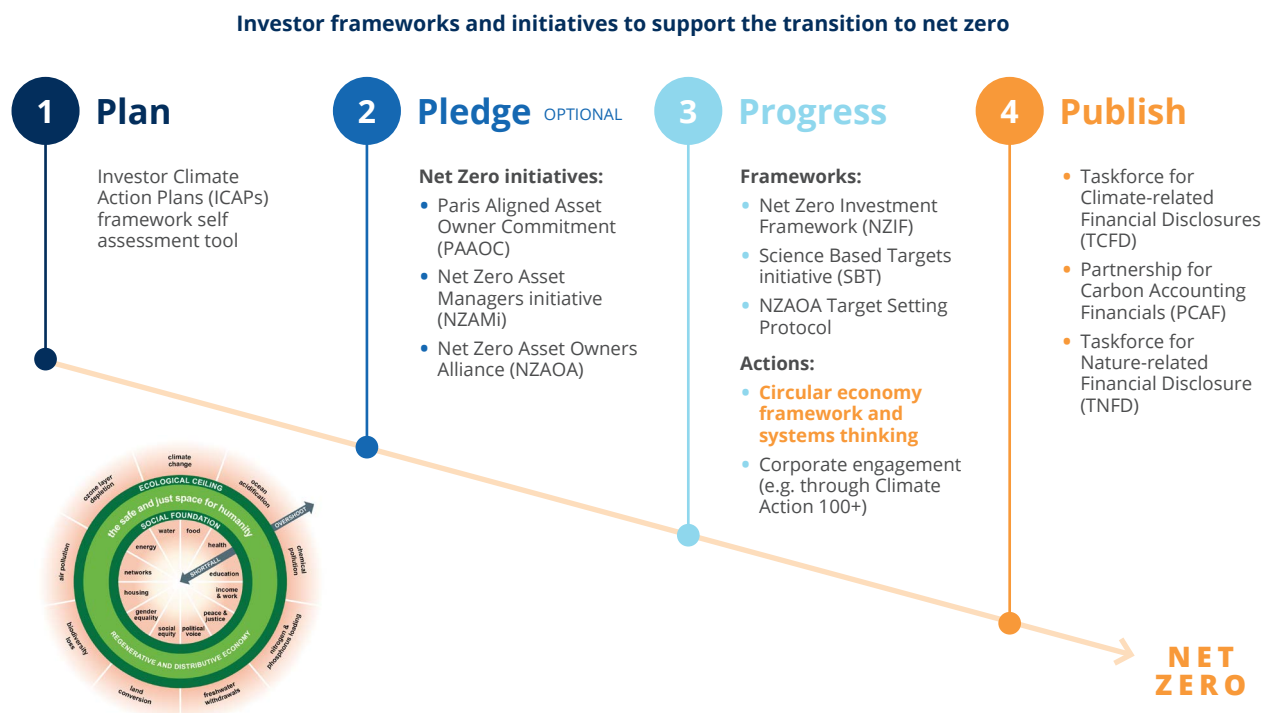 Investor frameworks and initiatives to support the transition to net zero
1 Plan
Investor Climate
Action Plans (ICAPs)
framework self
assessment tool
2 Pledge OPTIONAL
Net Zero initiatives:
• Paris Aligned Asset
Owner Commitment
(PAAOC)
• Net Zero Asset
Managers initiative
(NZAMi)
• Net Zero Asset Owners
Alliance (NZAOA)
3 Progress
Frameworks:
• Net Zero Investment
Framework (NZIF)
• Science Based Targets
initiative (SBT)
• NZAOA Target Setting
Protocol
Actions:
• Circular economy
framework and
systems thinking
• Corporate engagement
(e.g. through Climate
Action 100+)
4 Publish
• Taskforce for
Climate-related
Financial Disclosures
(TCFD)
• Partnership for
Carbon Accounting
Financials (PCAF)
• Taskforce for
Nature-related
Financial Disclosure
(TNFD)
climate
change
ocean
acidification
chemical
pollution
nitrogen &
phosphorus loading
freshwater
withdrawals
land
conversion
biodiversity
loss
air pollution
ozone layer
depletion
ECOLOGICAL CEILING
the safe and just space for humanity
SOCIAL FOUNDATION
OVERSHOOT
SHORTFALL
water
food
health
education
income
& work
peace &
justice
political
voice
social
equity
gender
equality
housing
networks
energy
REGENERATIVE AND DISTRIBUTIVE ECONOMY
NET
ZERO